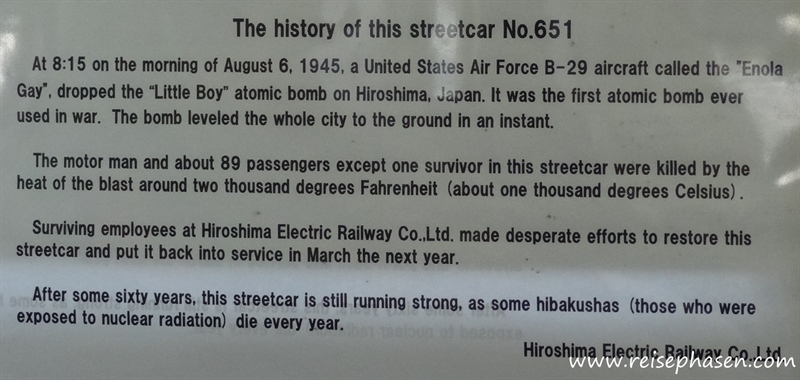 The history of this streetcar No.651
At 8:15 on the morning of August 6, 1945, a United States Air Force B-29 aircraft called the "Enola
Gay", dropped the "Little Boy" atomic bomb on Hiroshima, Japan. It was the first atomic bomb ever
used in war. The bomb leveled the whole city to the ground in an instant.
The motor man and about 89 passengers except one survivor in this streetcar were killed by the
heat of the blast around two thousand degrees Fahrenheit (about one thousand degrees Celsius).
Surviving employees at Hiroshima Electric Railway Co.,Ltd. made desperate efforts to restore this
streetcar and put it back into service in March the next year.
After some sixty years, this streetcar is still running strong, as some hibakushas (those who were
exposed to nuclear radiation) die every year.
Hiroshima Electric Railway Co.,Ltd.
www.reisephasen.com